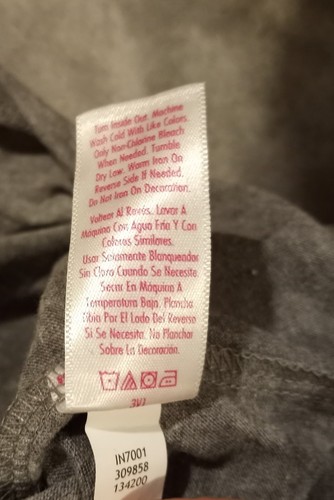 Turn Inside Out. Machine
Wash Cold With Like Colors.
Only Non-Chlorine Bleach
When Needed. Tumble
Dry Low. Warm Iron On
Reverse Side If Needed.
Do Not Iron On Decoration.
Voltear Al Revés. Lavar A
Máquina Con Agua Fría Y Con
Colores Similares.
Usar Solamente Blanqueador
Sin Cloro Cuando Se Necesite.
Secar En Máquina A
Temperatura Baja. Plancha
Tibia Por El Lado Del Reverso
Si Se Necesita. No Planchar
Sobre La Decoración.
IN7001
309858
134200